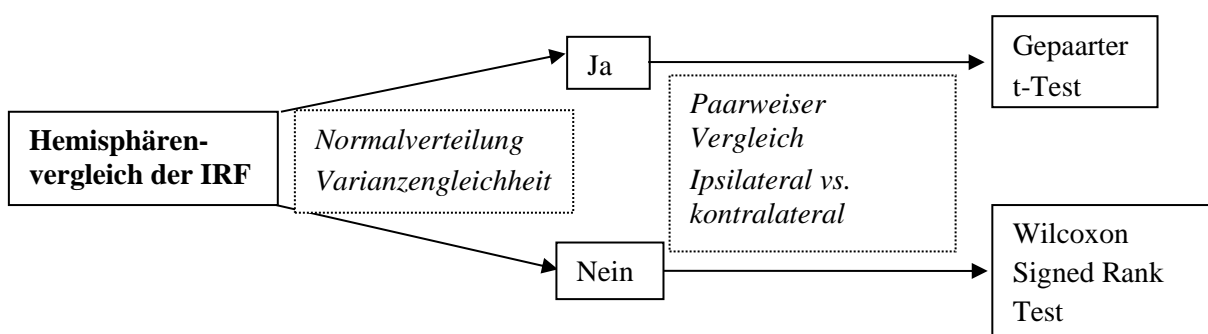 Hemisphären-
vergleich der IRF
Normalverteilung
Varianzengleichheit
Ja
Nein
Paarweiser
Vergleich
Ipsilateral vs.
kontralateral
Gepaarter
t-Test
Wilcoxon
Signed Rank
Test